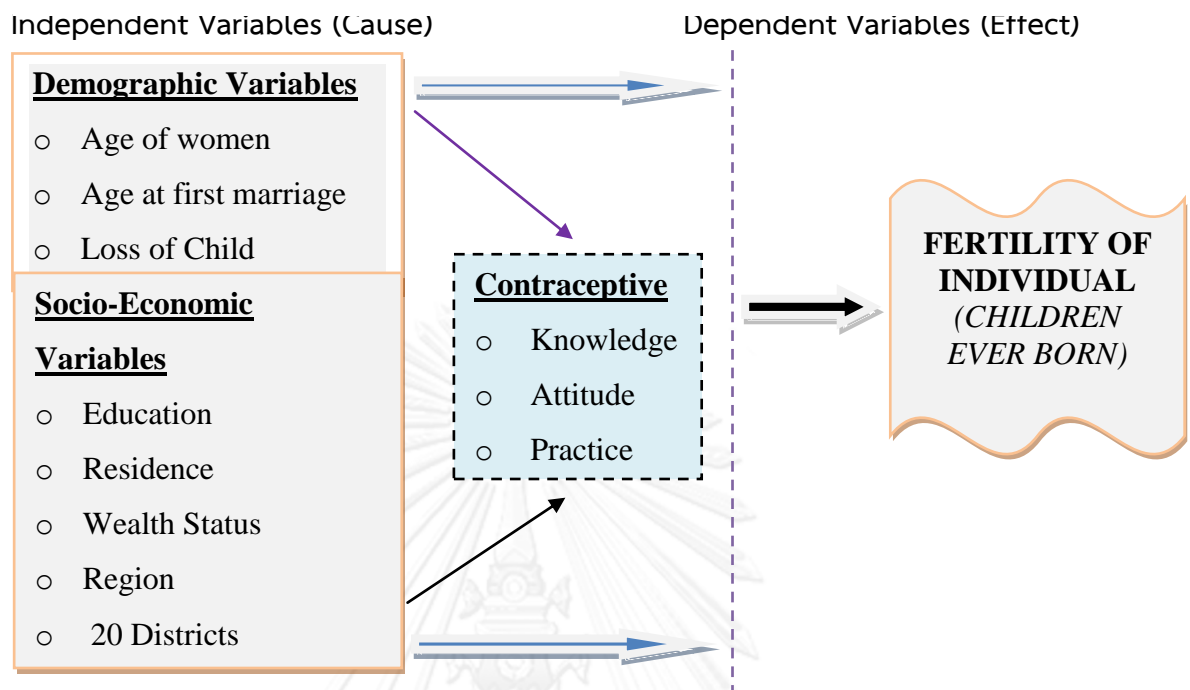 Independent Variables (Cause)
Dependent Variables (Effect)
Demographic Variables
o Age of women
o Age at first marriage
o Loss of Child
Socio-Economic
Variables
o Education
o Residence
o Wealth Status
o Region
o 20 Districts
Contraceptive
o Knowledge
o Attitude
o Practice
FERTILITY OF
INDIVIDUAL
(CHILDREN
EVER BORN)